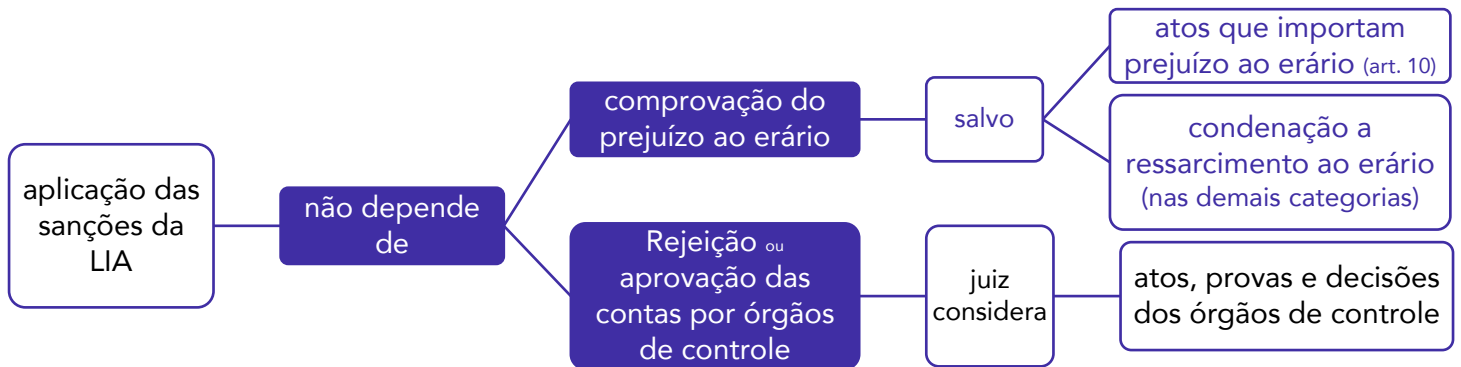 aplicação das
sanções da
LIA
não depende
de
comprovação do
prejuízo ao erário
salvo
atos que importam
prejuízo ao erário (art. 10)
condenação a
ressarcimento ao erário
(nas demais categorias)
Rejeição ou
aprovação das
contas por órgãos
de controle
juiz
considera
atos, provas e decisões
dos órgãos de controle